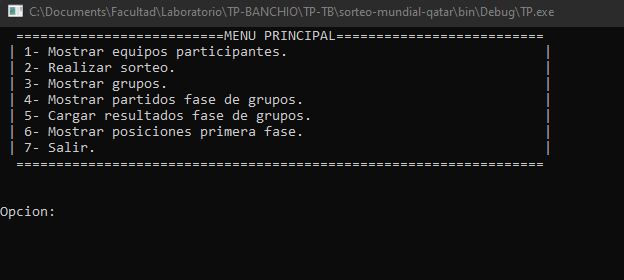 C:\Documents\Facultad\Laboratorio\TP-BANCHIO\TP-TB\sorteo-mundial-qatar\bin\Debug\TP.exe
==========================MENU PRINCIPAL==========================
| 1- Mostrar equipos participantes. |
| 2- Realizar sorteo. |
| 3- Mostrar grupos. |
| 4- Mostrar partidos fase de grupos. |
| 5- Cargar resultados fase de grupos. |
| 6- Mostrar posiciones primera fase. |
| 7- Salir. |
==================================================================
Opcion: